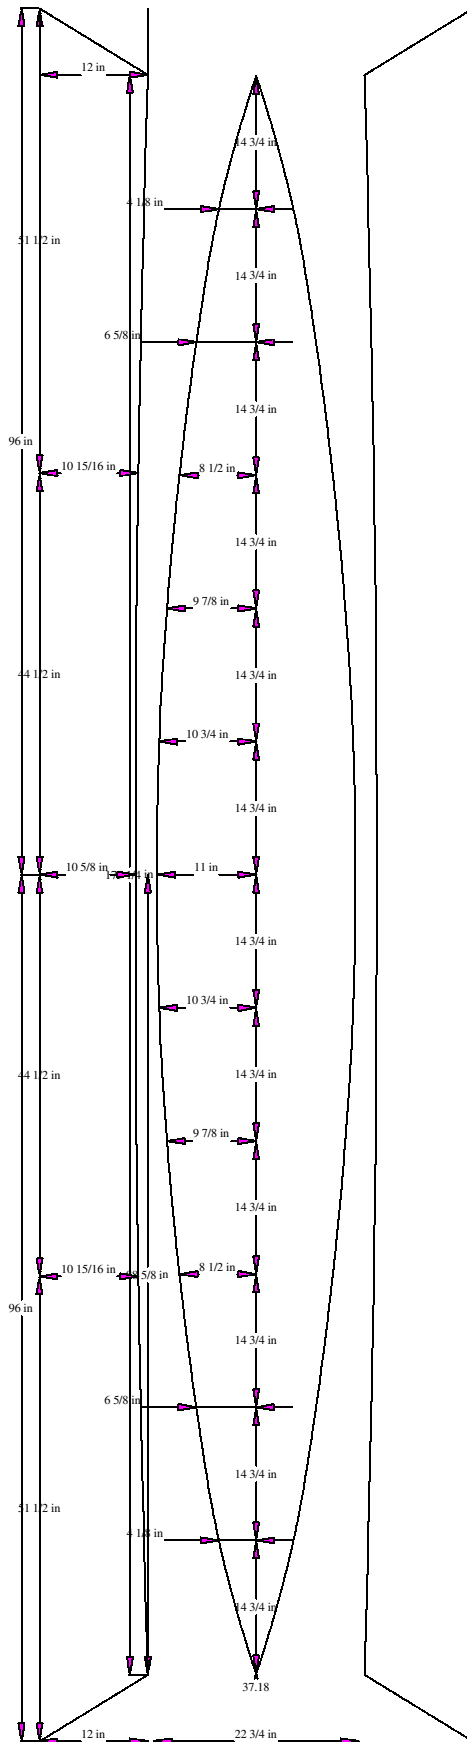 12 in
14 3/4 in
4 1/8 in
51 1/2 in
14 3/4 in
6 5/8 in
14 3/4 in
96 in
10 15/16 in
8 1/2 in
14 3/4 in
9 7/8 in
44 1/2 in
14 3/4 in
10 3/4 in
14 3/4 in
10 5/8 in
11 in
14 3/4 in
10 3/4 in
44 1/2 in
14 3/4 in
9 7/8 in
14 3/4 in
10 15/16 in
8 1/2 in
96 in
14 3/4 in
6 5/8 in
14 3/4 in
51 1/2 in
4 1/8 in
14 3/4 in
37.18
12 in
22 3/4 in